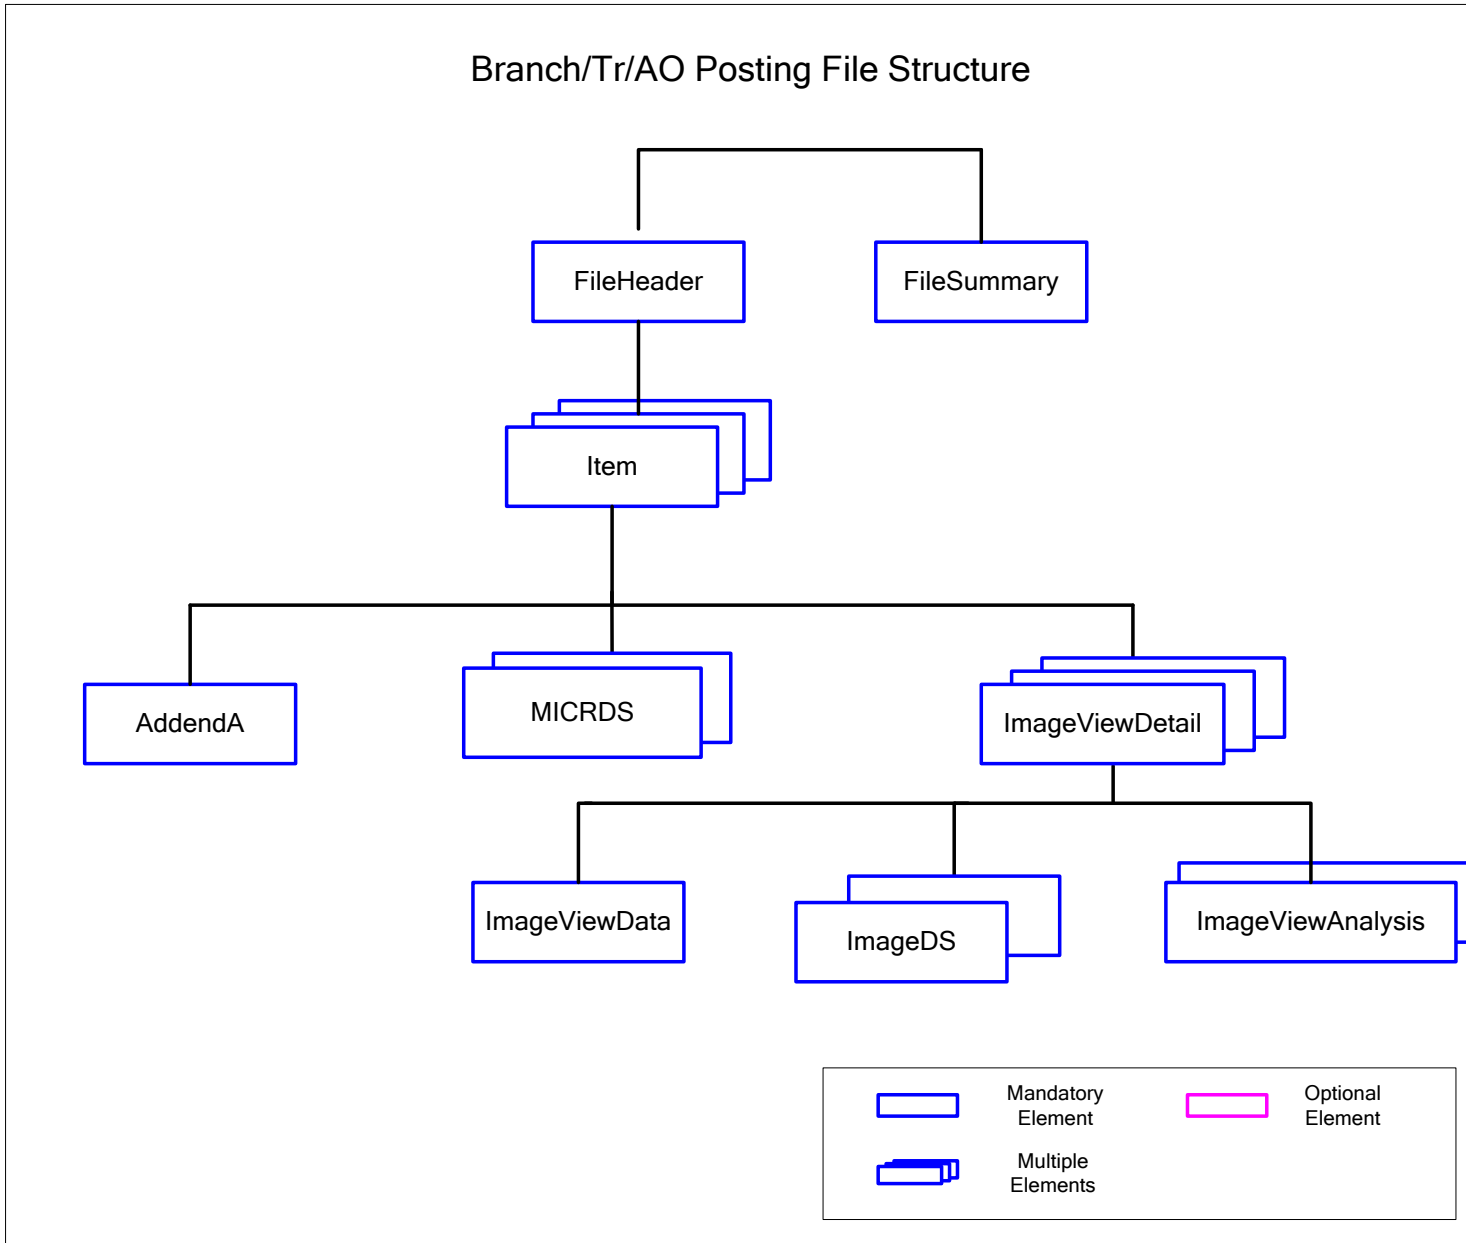 Branch/Tr/AO Posting File Structure
FileHeader
FileSummary
Item
AddendA
MICRDS
ImageViewDetail
ImageViewData
ImageDS
ImageViewAnalysis
Mandatory
Element
Optional
Element
Multiple
Elements